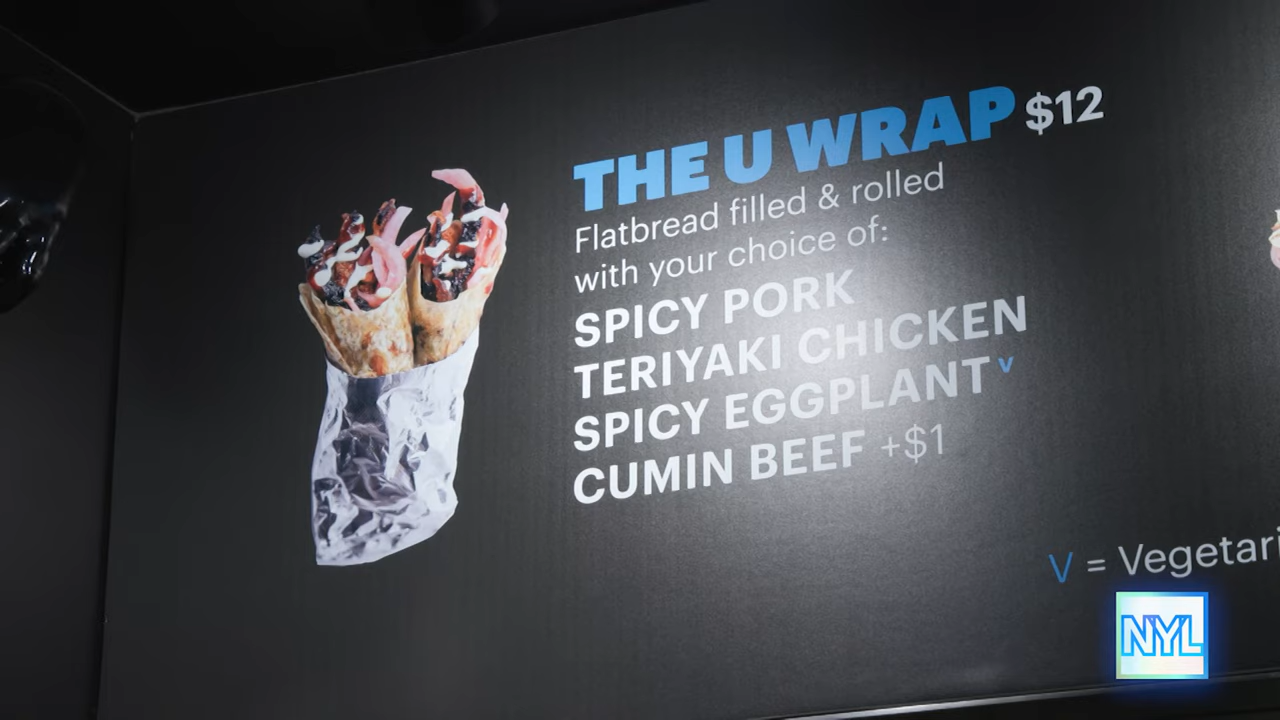 THE U WRAP $12
Flatbread filled & rolled
with your choice of:
SPICY PORK
TERIYAKI CHICKEN
SPICY EGGPLANT V
CUMIN BEEF +$1
V = Vegetari
NYL